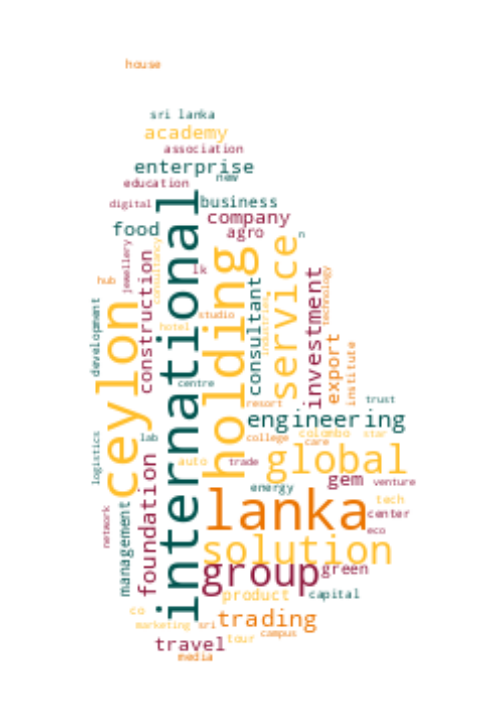 house
sri lanka
academy
association
enterprise
new
education
digital
business
company
food
agro
n
international
holding
service
jewellery
consultancy
construction
lk
hub
consultant
industries
investment
technology
ceylon
development
studio
hotel
export
institute
centre
resort
trust
engineering
lab
college
colombo
star
care
logistics
auto
trade
global
foundation
gem
venture
energy
lanka
tech
center
network
management
eco
solution
group
green
product
capital
co
trading
marketing
sri
campus
travel
tour
media